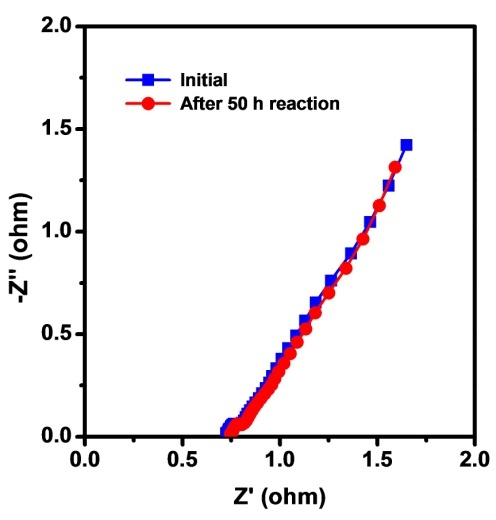 2.0
Initial
After 50 h reaction
1.5
-Z'' (ohm)
1.0
0.5
0.0
0.0 0.5 1.0 1.5 2.0
Z' (ohm)